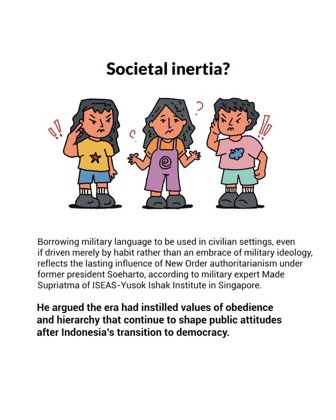 Societal inertia?
Borrowing military language to be used in civilian settings, even
if driven merely by habit rather than an embrace of military ideology,
reflects the lasting influence of New Order authoritarianism under
former president Soeharto, according to military expert Made
Supriatma of ISEAS-Yusok Ishak Institute in Singapore.
He argued the era had instilled values of obedience
and hierarchy that continue to shape public attitudes
after Indonesia's transition to democracy.